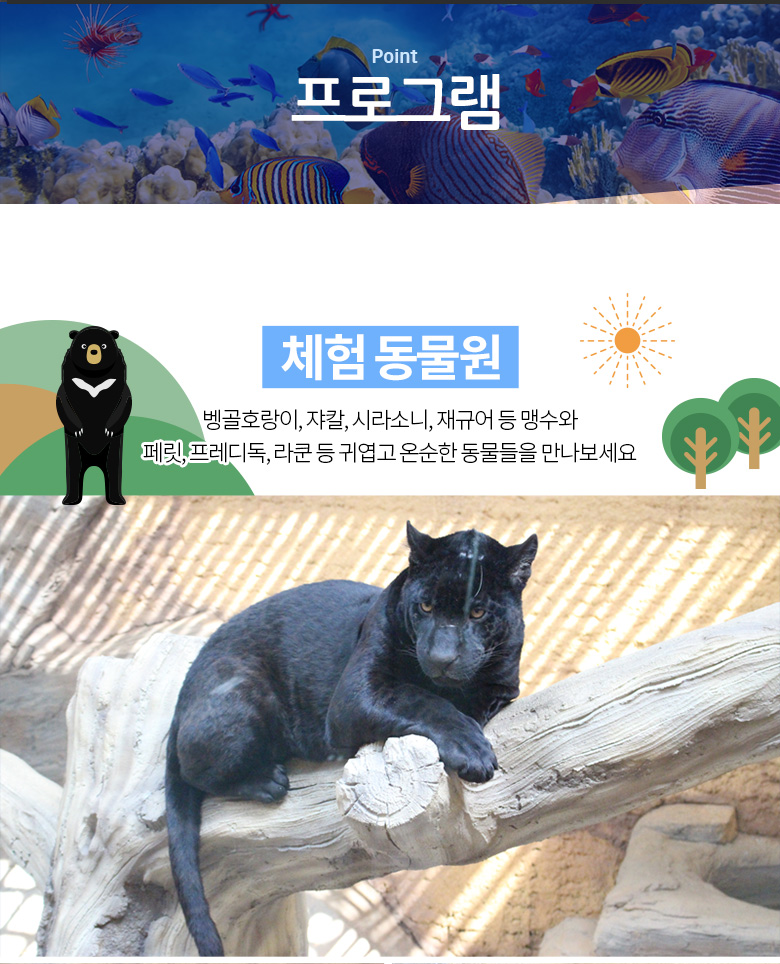 Point
프로그램
체험 동물원
벵골호랑이, 쟈칼, 시라소니, 재규어 등 맹수와
페릿, 프레디독, 라쿤 등 귀엽고 온순한 동물들을 만나보세요